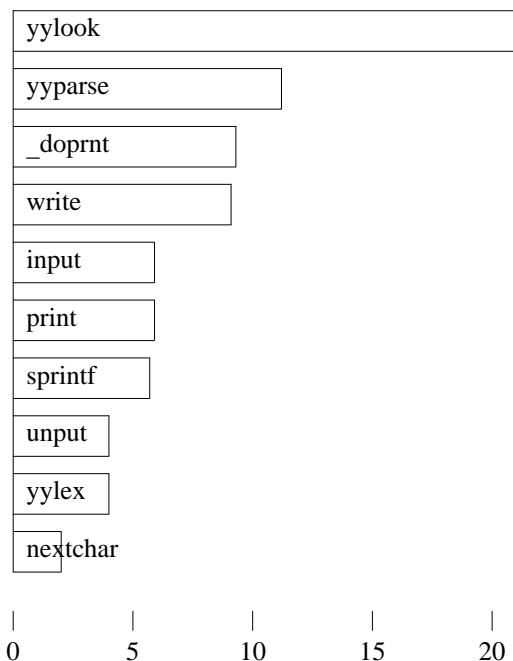 yylook
yyparse
_doprnt
write
input
print
sprintf
unput
yylex
nextchar
0 5 10 15 20